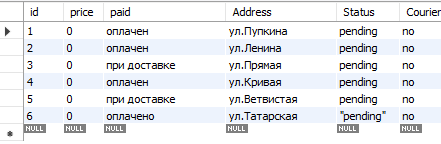 id price paid Address Status Courier
1 0 оплачен ул.Пупкина pending no
2 0 оплачен ул.Ленина pending no
3 0 при доставке ул.Прямая pending no
4 0 оплачен ул.Кривая pending no
5 0 при доставке ул.Ветвистая pending no
6 0 оплачено ул.Татарская "pending" no
NULL NULL NULL NULL NULL NULL